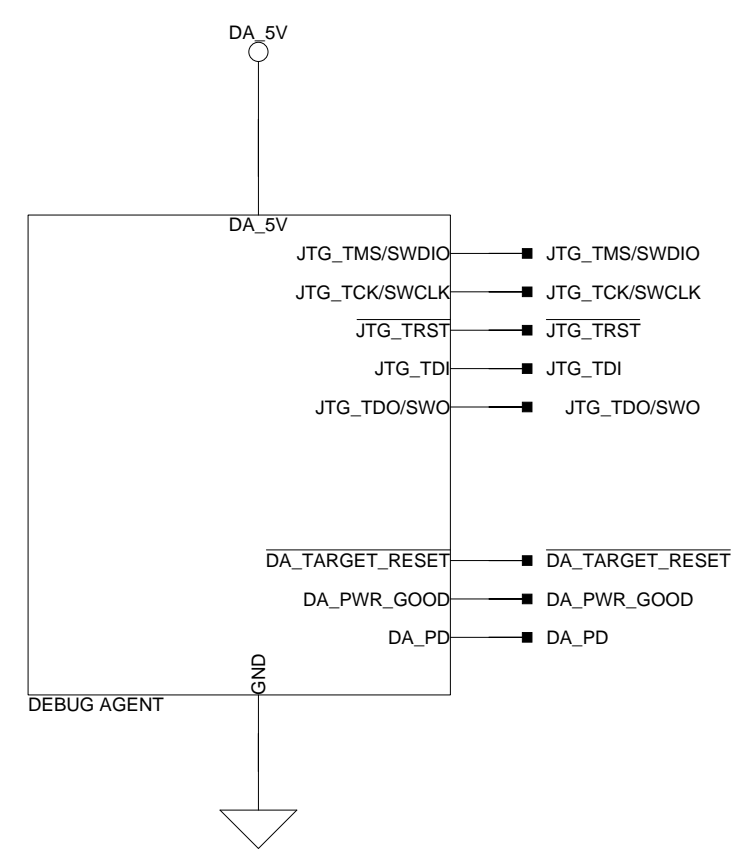 DA_5V
DA_5V
JTG_TMS/SWDIO JTG_TMS/SWDIO
JTG_TCK/SWCLK JTG_TCK/SWCLK
JTG_TRST JTG_TRST
JTG_TDI JTG_TDI
JTG_TDO/SWO JTG_TDO/SWO
DA_TARGET_RESET DA_TARGET_RESET
DA_PWR_GOOD DA_PWR_GOOD
DA_PD DA_PD
GND
DEBUG AGENT